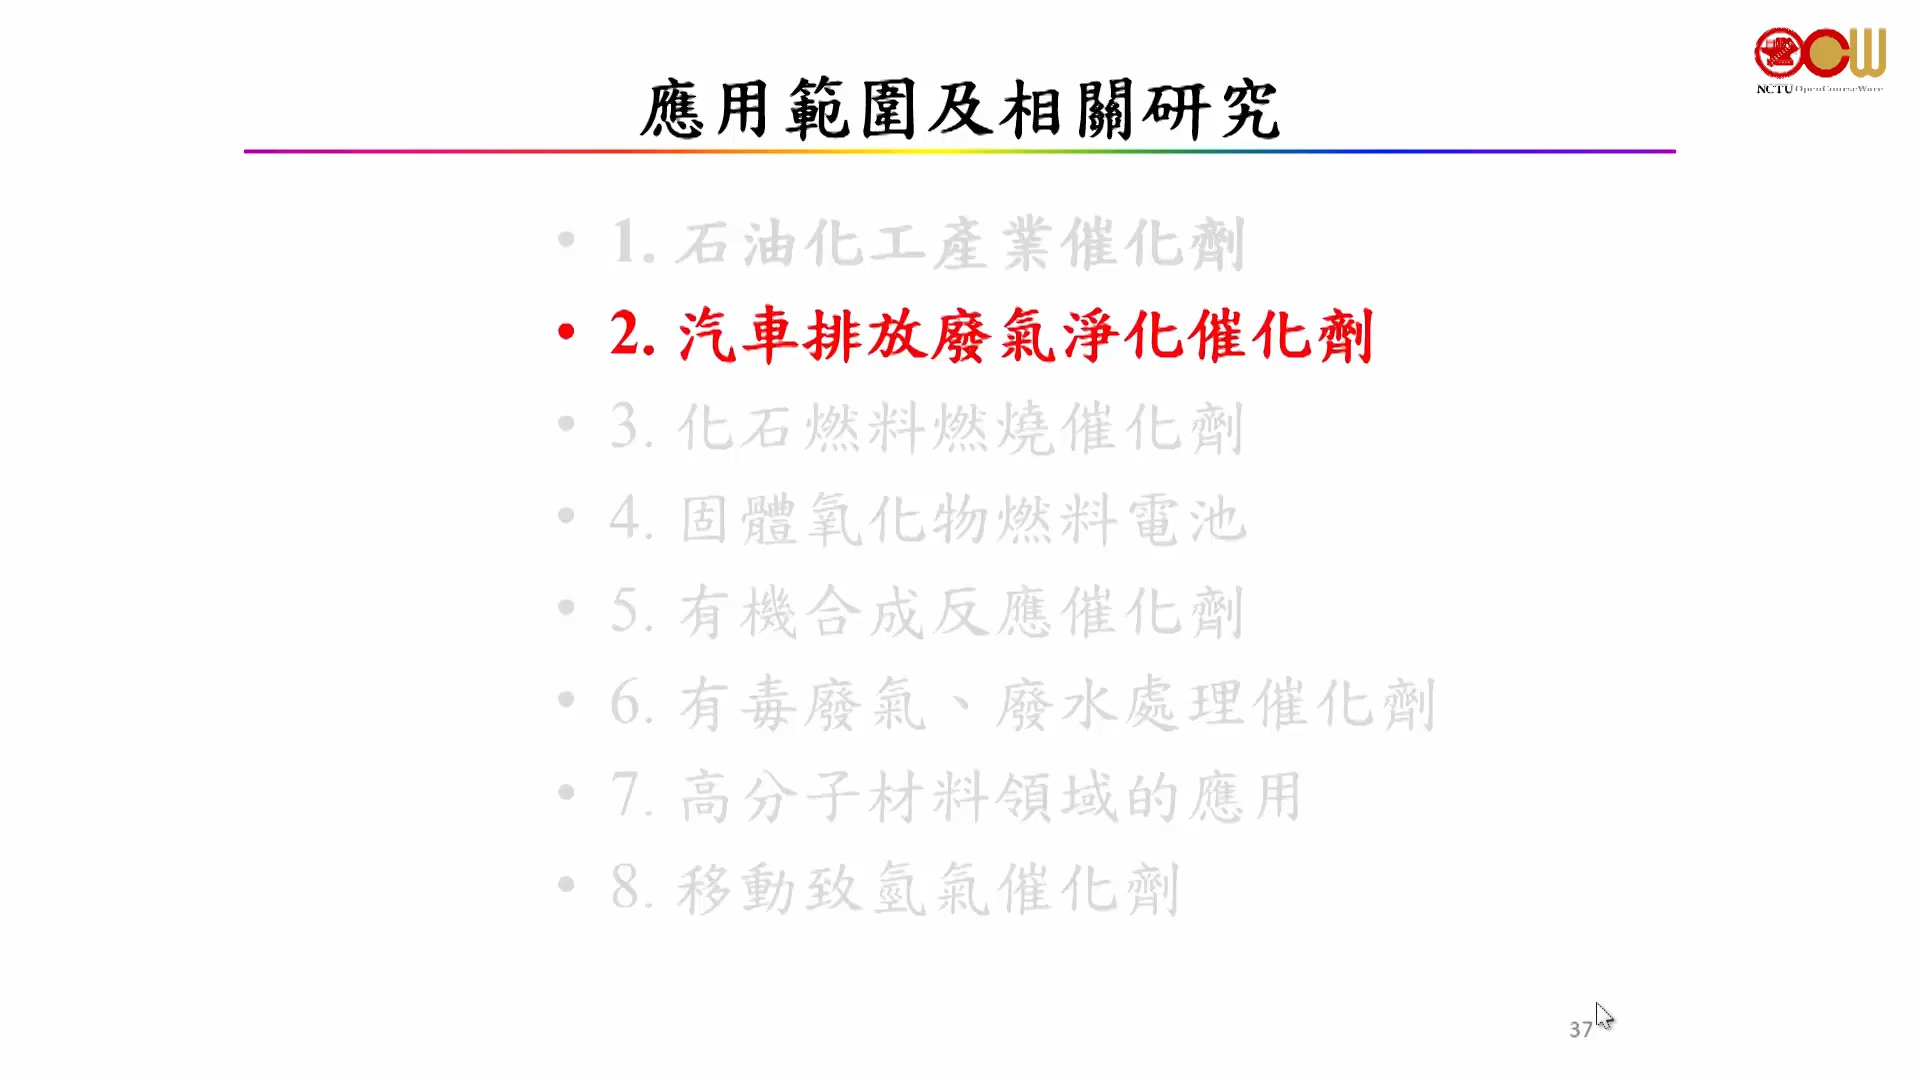 OCW
NCTU OpenCourseWare
應用範圍及相關研究
• 1. 石油化工產業催化劑
• 2. 汽車排放廢氣淨化催化劑
• 3. 化石燃料燃燒催化劑
• 4. 固體氧化物燃料電池
• 5. 有機合成反應催化劑
• 6. 有毒廢氣、廢水處理催化劑
• 7. 高分子材料領域的應用
• 8. 移動致氫氣催化劑
37